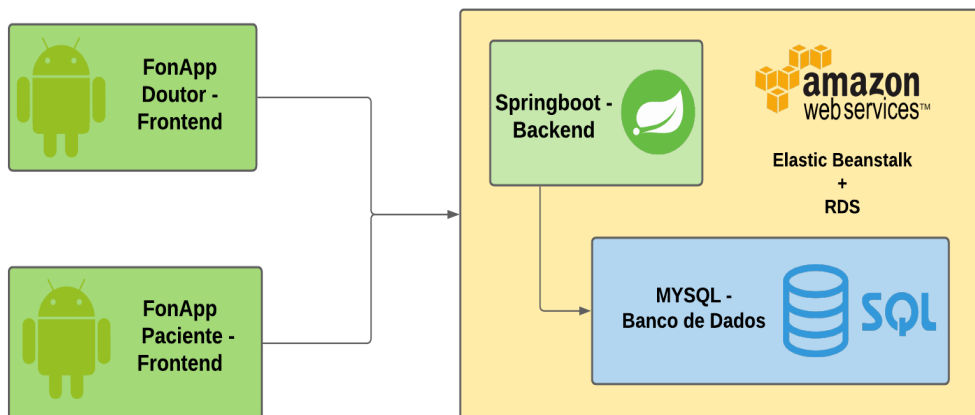 FonApp
Doutor -
Frontend
FonApp
Paciente -
Frontend
Springboot -
Backend
amazon
webservices™
Elastic Beanstalk
+
RDS
MYSQL -
Banco de Dados
SQL